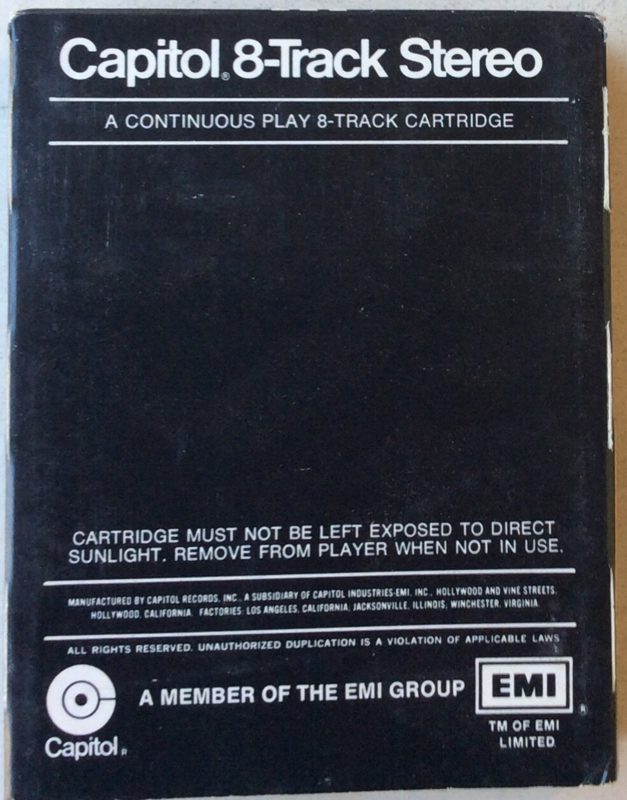 Capitol® 8-Track Stereo
A CONTINUOUS PLAY 8-TRACK CARTRIDGE
CARTRIDGE MUST NOT BE LEFT EXPOSED TO DIRECT
SUNLIGHT. REMOVE FROM PLAYER WHEN NOT IN USE.
MANUFACTURED BY CAPITOL RECORDS, INC., A SUBSIDIARY OF CAPITOL INDUSTRIES-EMI, INC., HOLLYWOOD AND VINE STREETS,
HOLLYWOOD, CALIFORNIA. FACTORIES: LOS ANGELES, CALIFORNIA, JACKSONVILLE, ILLINOIS; WINCHESTER, VIRGINIA.
ALL RIGHTS RESERVED. UNAUTHORIZED DUPLICATION IS A VIOLATION OF APPLICABLE LAWS
A MEMBER OF THE EMI GROUP
EMI®
Capitol®
TM OF EMI
LIMITED